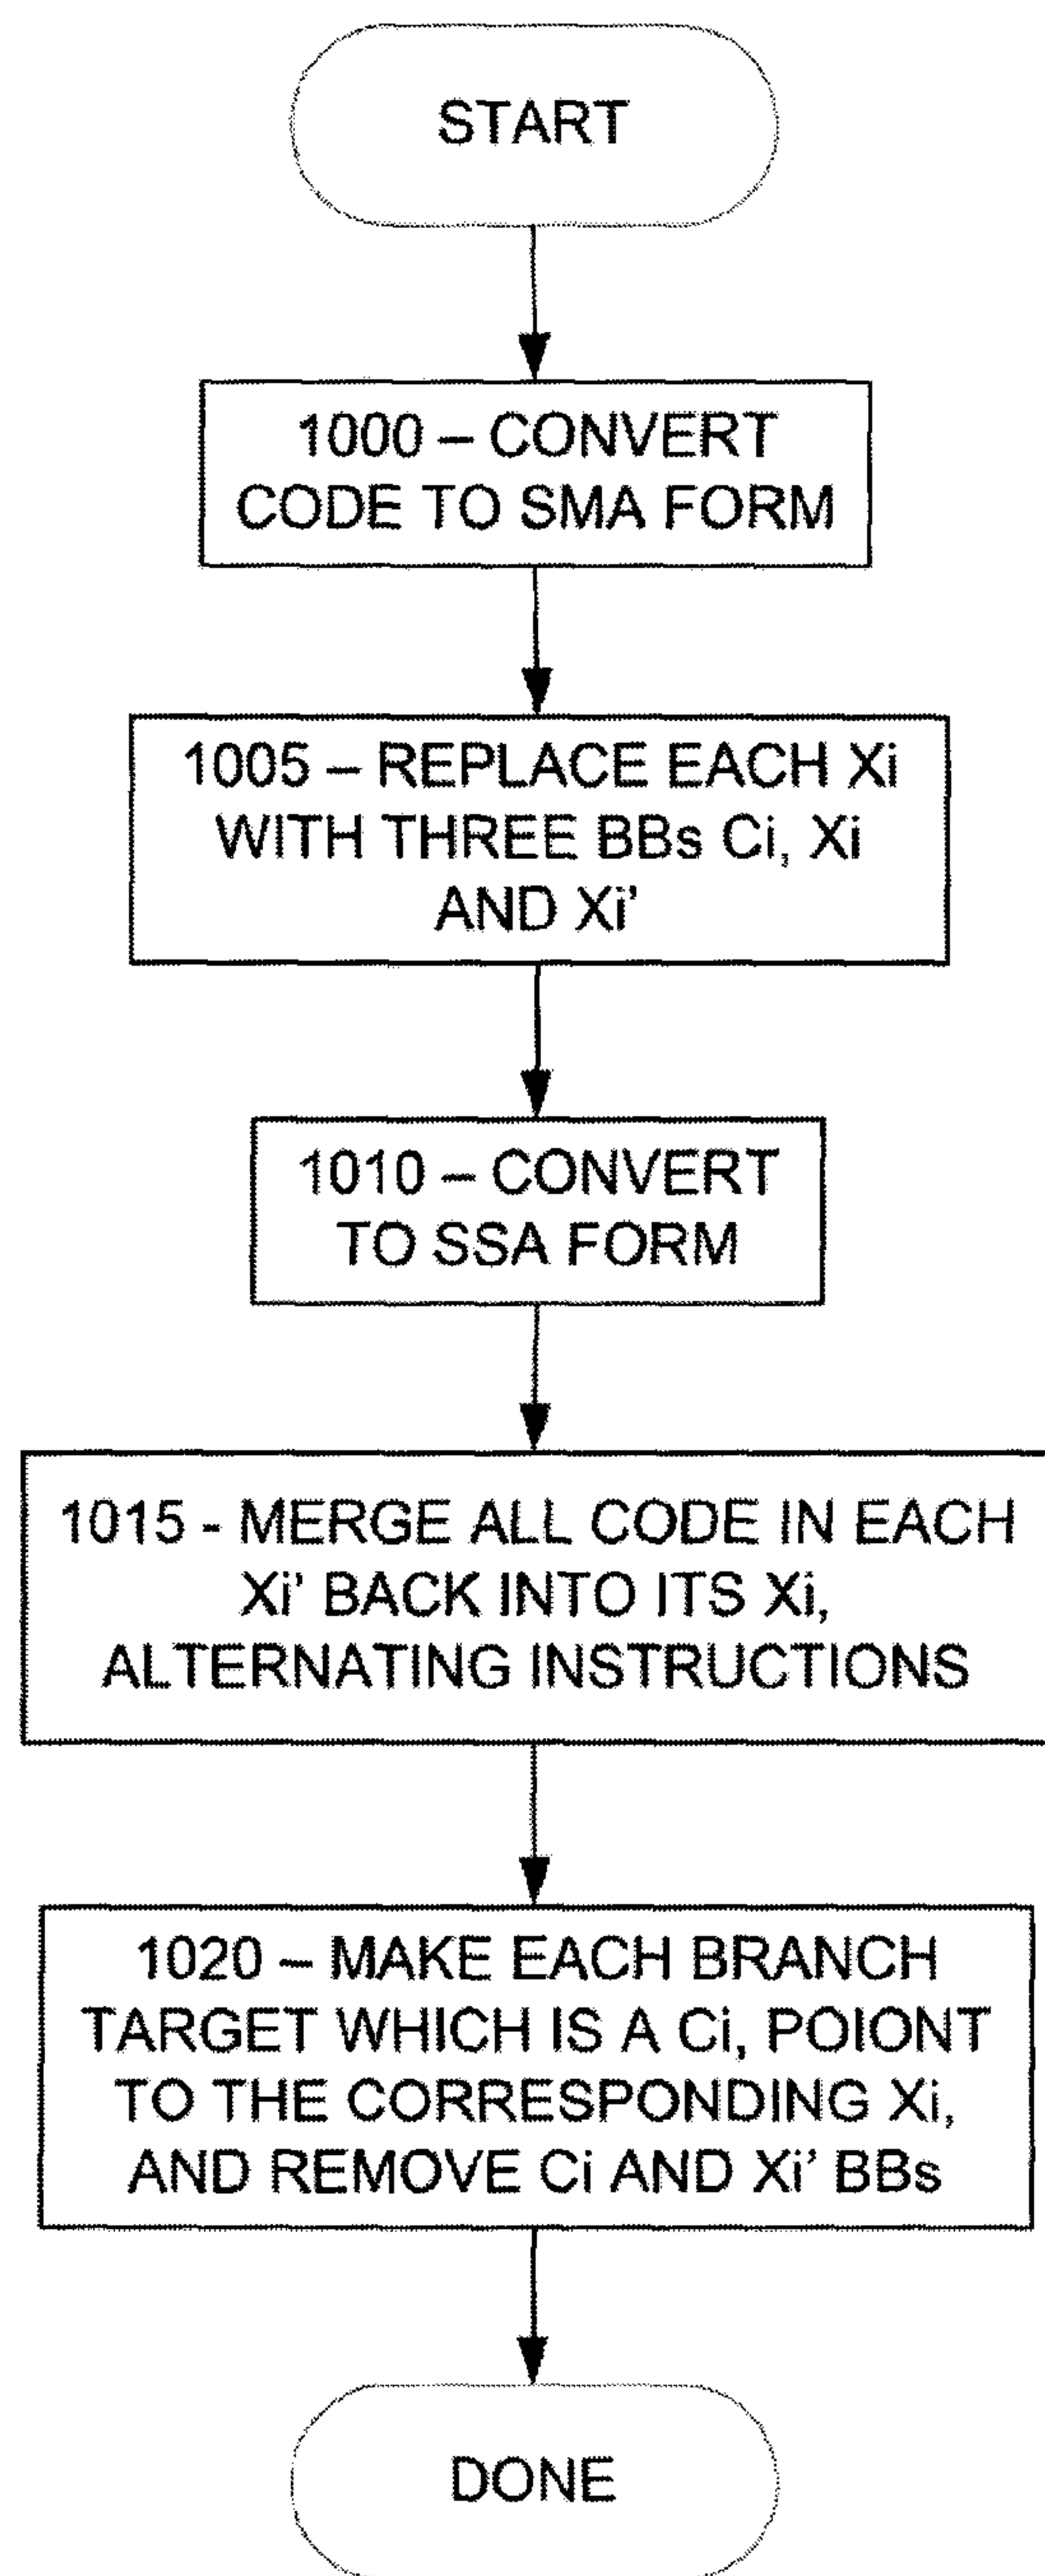 START
1000 – CONVERT
CODE TO SMA FORM
1005 – REPLACE EACH Xi
WITH THREE BBs Ci, Xi
AND Xi'
1010 – CONVERT
TO SSA FORM
1015 - MERGE ALL CODE IN EACH
Xi' BACK INTO ITS Xi,
ALTERNATING INSTRUCTIONS
1020 – MAKE EACH BRANCH
TARGET WHICH IS A Ci, POIONT
TO THE CORRESPONDING Xi,
AND REMOVE Ci AND Xi' BBs
DONE